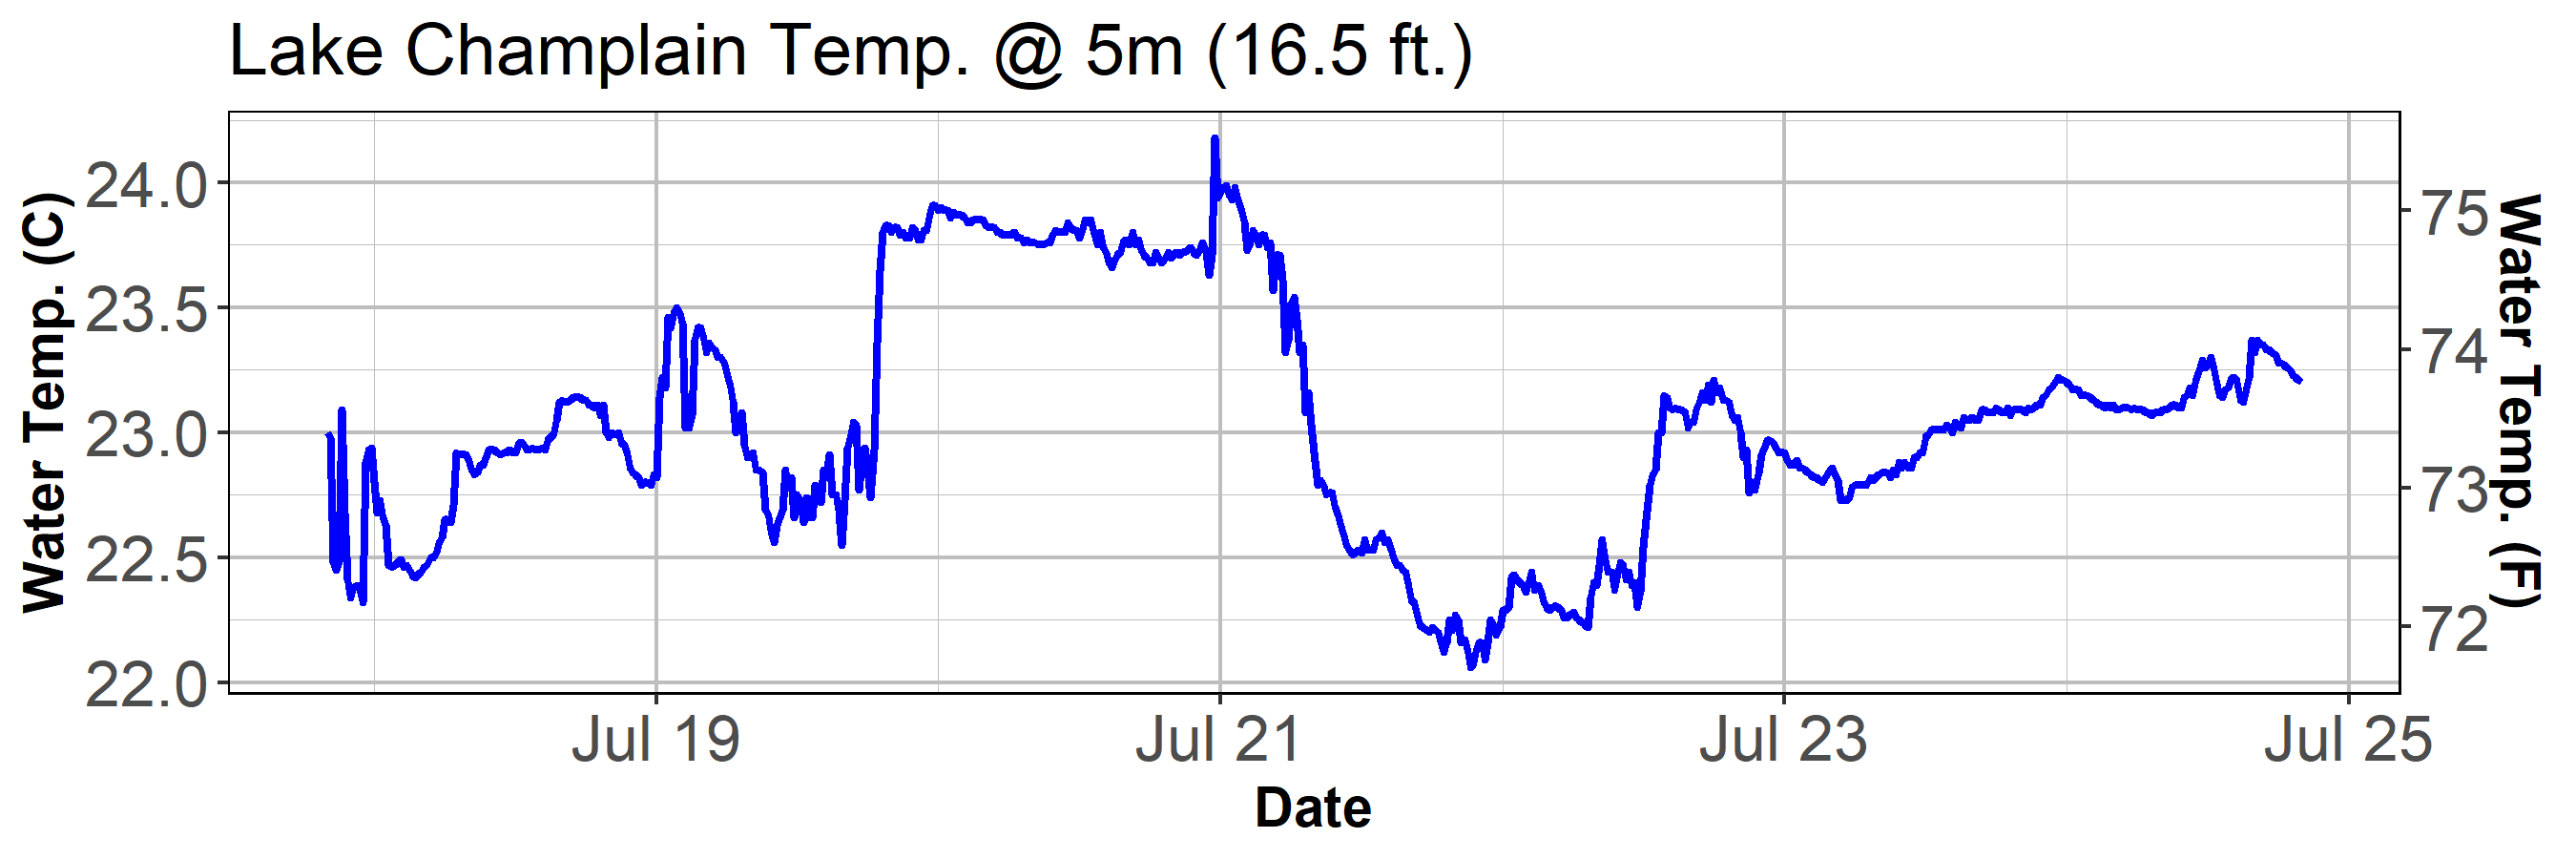 Lake Champlain Temp. @ 5m (16.5 ft.)
Water Temp. (C)
24.0
23.5
23.0
22.5
22.0
75
74
73
72
Water Temp. (F)
Jul 19
Jul 21
Jul 23
Jul 25
Date